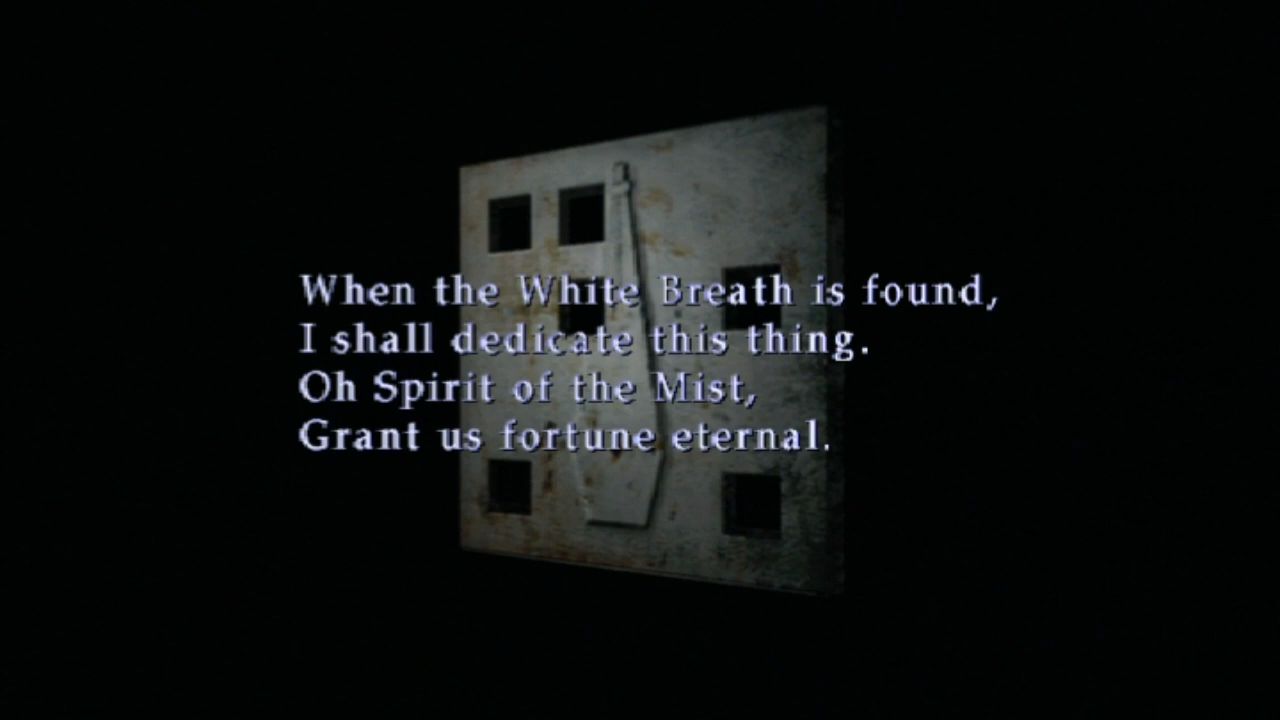 When the White Breath is found,
I shall dedicate this thing.
Oh Spirit of the Mist,
Grant us fortune eternal.